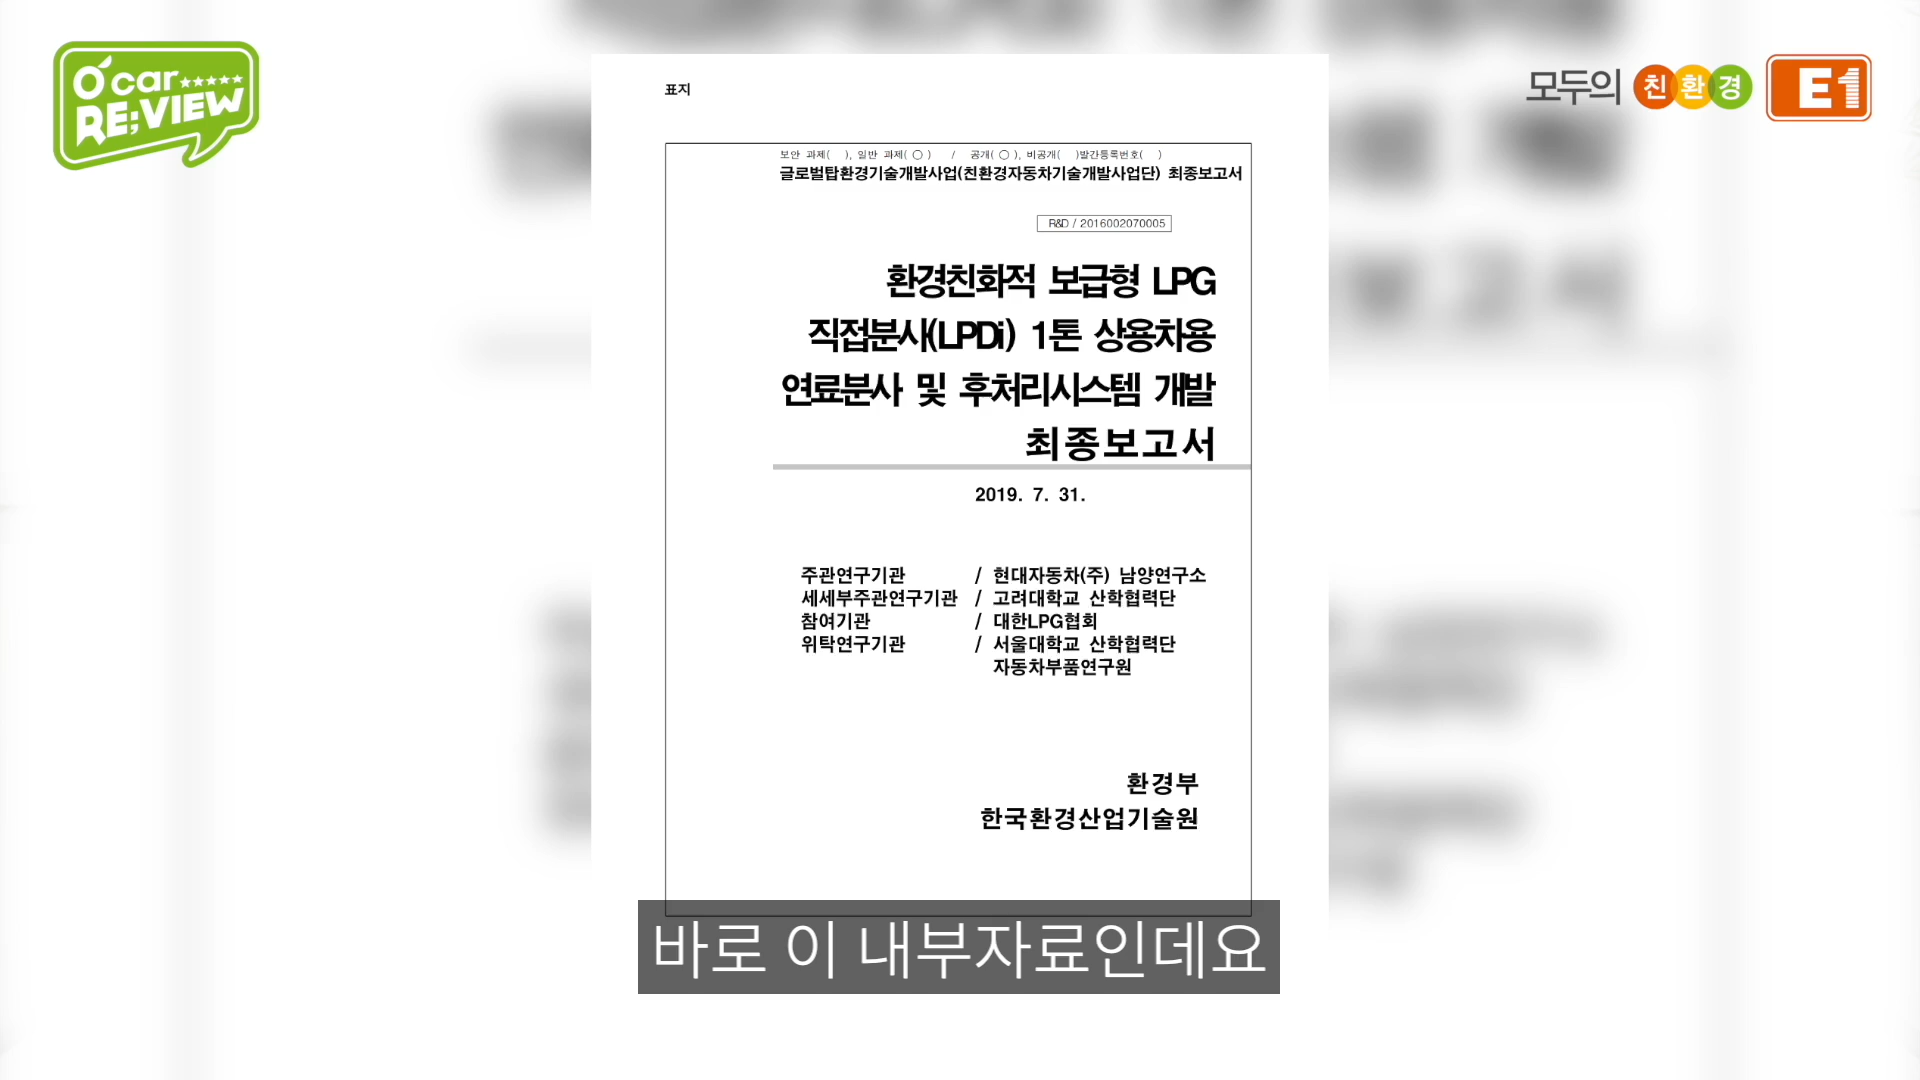 O'car
RE;VIEW
모두의 친환경 E1
표지
보안 과제( ), 일반 과제( ○ ) / 공개( ○ ), 비공개( )발간등록번호( )
글로벌탑환경기술개발사업(친환경자동차기술개발사업단) 최종보고서
R&D / 2016002070005
환경친화적 보급형 LPG
직접분사(LPDi) 1톤 상용차용
연료분사 및 후처리시스템 개발
최종보고서
2019. 7. 31.
주관연구기관 / 현대자동차(주) 남양연구소
세세부주관연구기관 / 고려대학교 산학협력단
참여기관 / 대한LPG협회
위탁연구기관 / 서울대학교 산학협력단
자동차부품연구원
환경부
한국환경산업기술원
바로 이 내부자료인데요